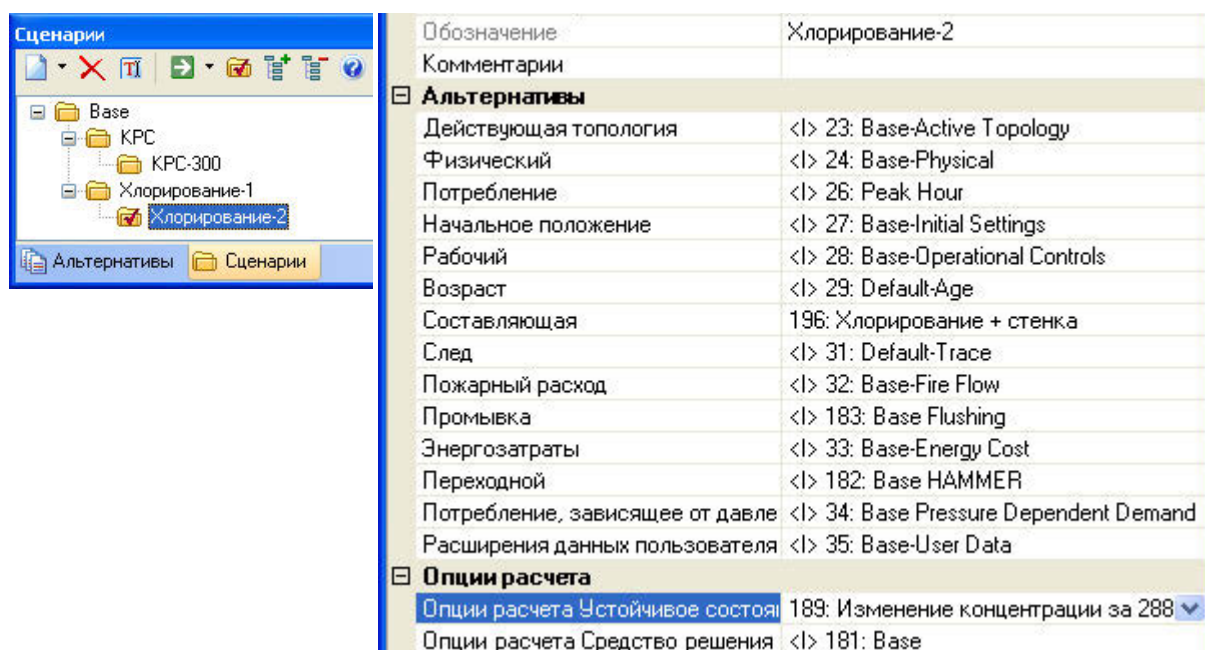 Сценарии
Base
КРС
КРС-300
Хлорирование-1
Хлорирование-2
Альтернативы Сценарии
Обозначение Хлорирование-2
Комментарии
Альтернативы
Действующая топология <I> 23: Base-Active Topology
Физический <I> 24: Base-Physical
Потребление <I> 26: Peak Hour
Начальное положение <I> 27: Base-Initial Settings
Рабочий <I> 28: Base-Operational Controls
Возраст <I> 29: Default-Age
Составляющая 196: Хлорирование + стенка
След <I> 31: Default-Trace
Пожарный расход <I> 32: Base-Fire Flow
Промывка <I> 183: Base Flushing
Энергозатраты <I> 33: Base-Energy Cost
Переходной <I> 182: Base HAMMER
Потребление, зависящее от давле <I> 34: Base Pressure Dependent Demand
Расширения данных пользователя <I> 35: Base-User Data
Опции расчета
Опции расчета Устойчивое состоя 189: Изменение концентрации за 288
Опции расчета Средство решения <I> 181: Base